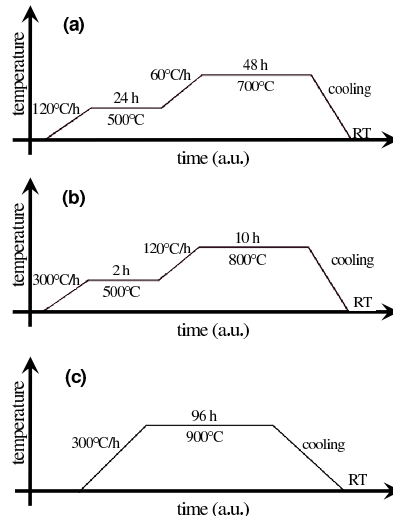 (a)
temperature
120°C/h
24 h
500°C
60°C/h
48 h
700°C
cooling
RT
time (a.u.)
(b)
temperature
300°C/h
2 h
500°C
120°C/h
10 h
800°C
cooling
RT
time (a.u.)
(c)
temperature
300°C/h
96 h
900°C
cooling
RT
time (a.u.)